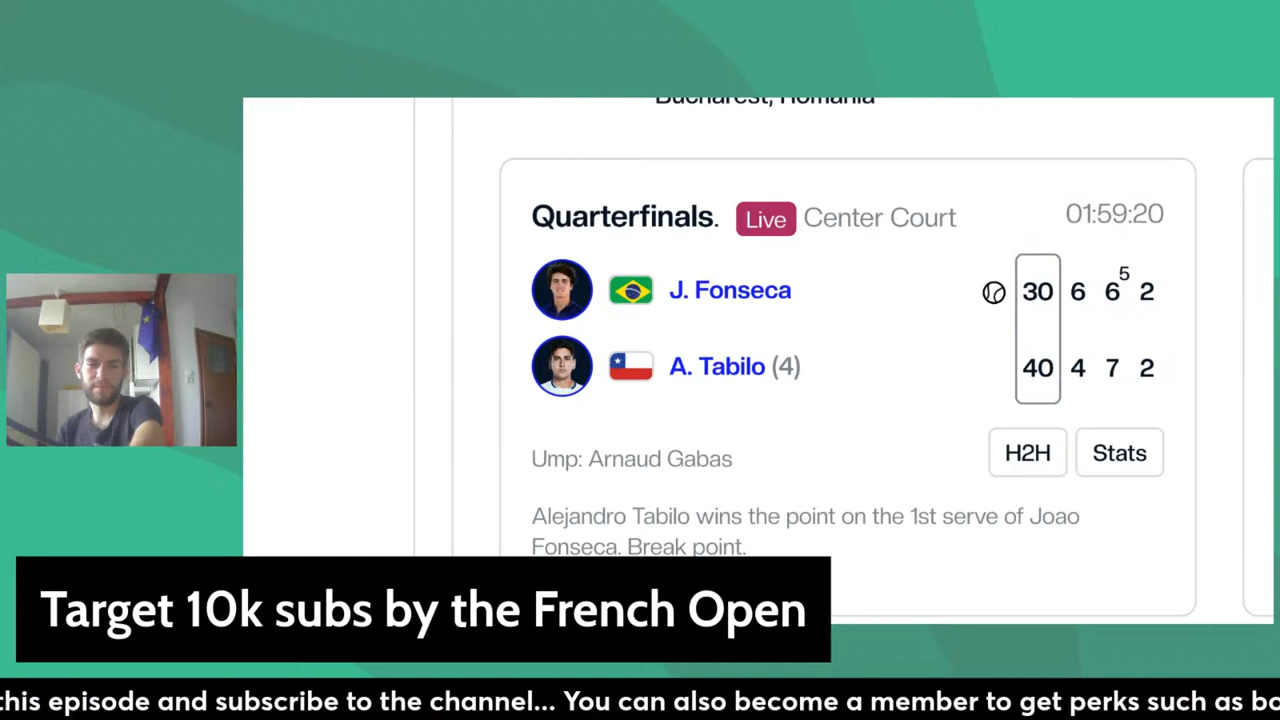 Bucharest, Romania
Quarterfinals. Live Center Court 01:59:20
J. Fonseca 30 6 6 5 2
A. Tabilo (4) 40 4 7 2
Ump: Arnaud Gabas H2H Stats
Alejandro Tabilo wins the point on the 1st serve of Joao
Fonseca. Break point.
Target 10k subs by the French Open
this episode and subscribe to the channel... You can also become a member to get perks such as